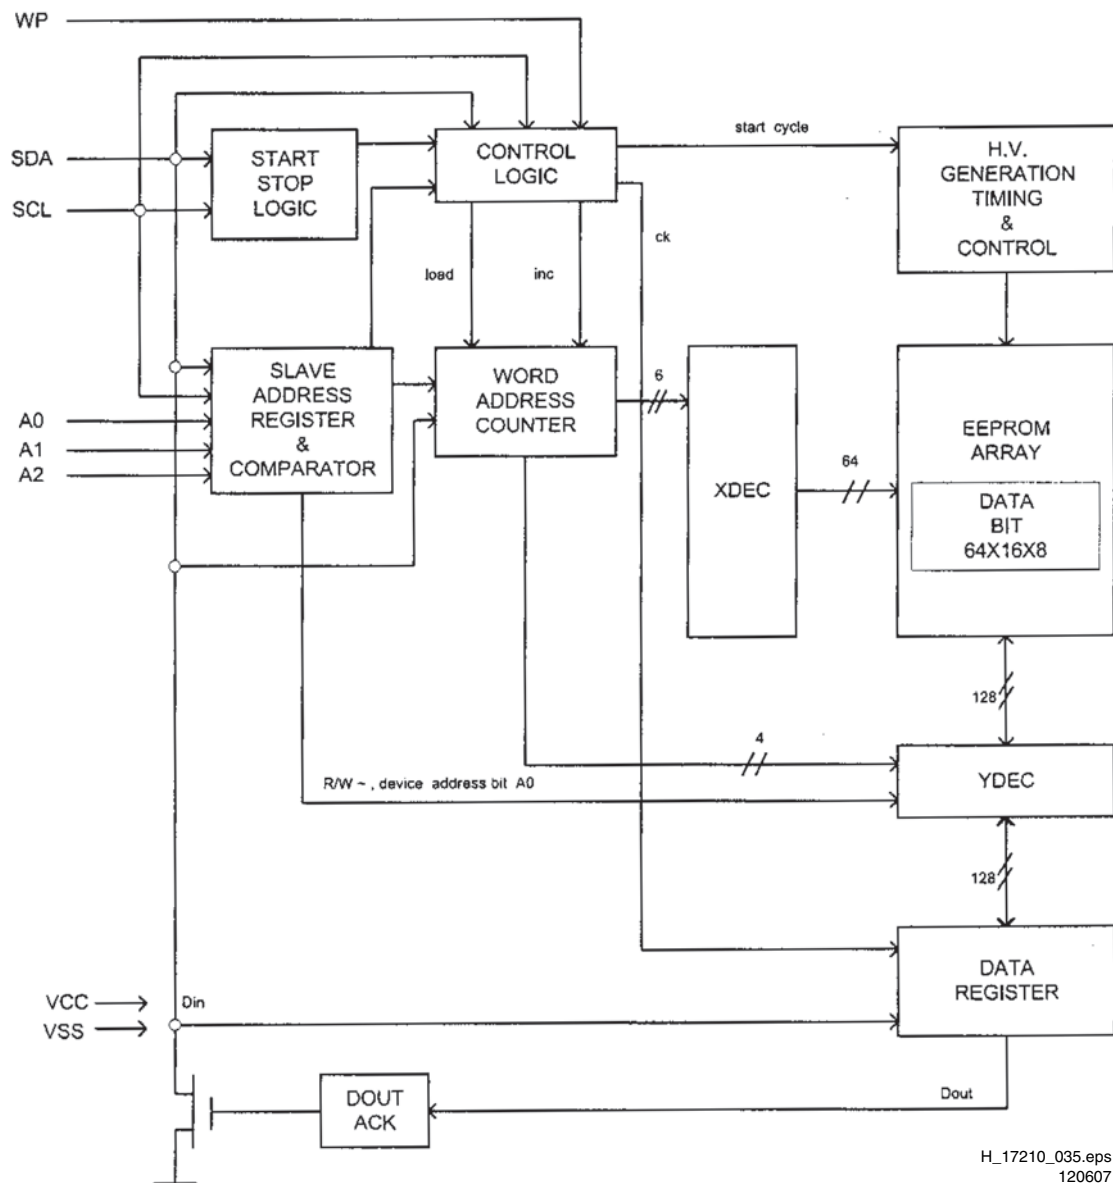 WP
SDA
SCL
START
STOP
LOGIC
CONTROL
LOGIC
start cycle
H.V.
GENERATION
TIMING
&
CONTROL
ck
load
inc
A0
A1
A2
SLAVE
ADDRESS
REGISTER
&
COMPARATOR
WORD
ADDRESS
COUNTER
6
XDEC
64
EEPROM
ARRAY
DATA
BIT
64X16X8
128
4
R/W ~ , device address bit A0
YDEC
128
DATA
REGISTER
VCC
VSS
Din
DOUT
ACK
Dout
H_17210_035.eps
120607